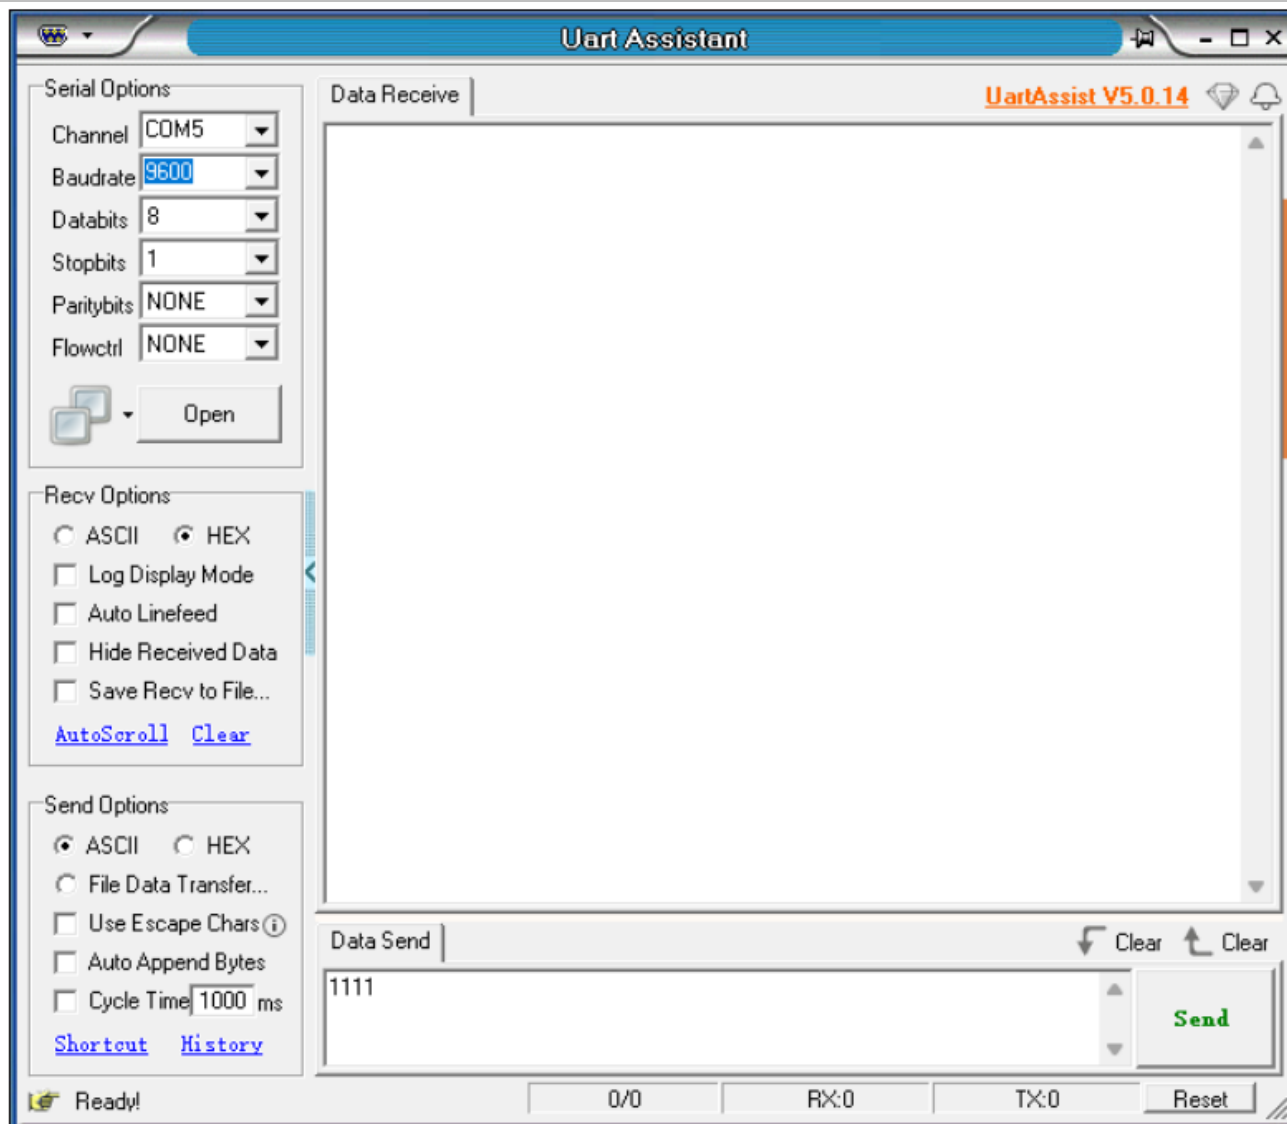 Uart Assistant
Serial Options
Channel COM5
Baudrate 9600
Databits 8
Stopbits 1
Paritybits NONE
Flowctrl NONE
Open
Recv Options
ASCII HEX
Log Display Mode
Auto Linefeed
Hide Received Data
Save Recv to File...
AutoScroll Clear
Send Options
ASCII HEX
File Data Transfer...
Use Escape Chars
Auto Append Bytes
Cycle Time 1000 ms
Shortcut History
Data Receive
UartAssist V5.0.14
Data Send
Clear Clear
1111
Send
Ready!
0/0
RX:0
TX:0
Reset